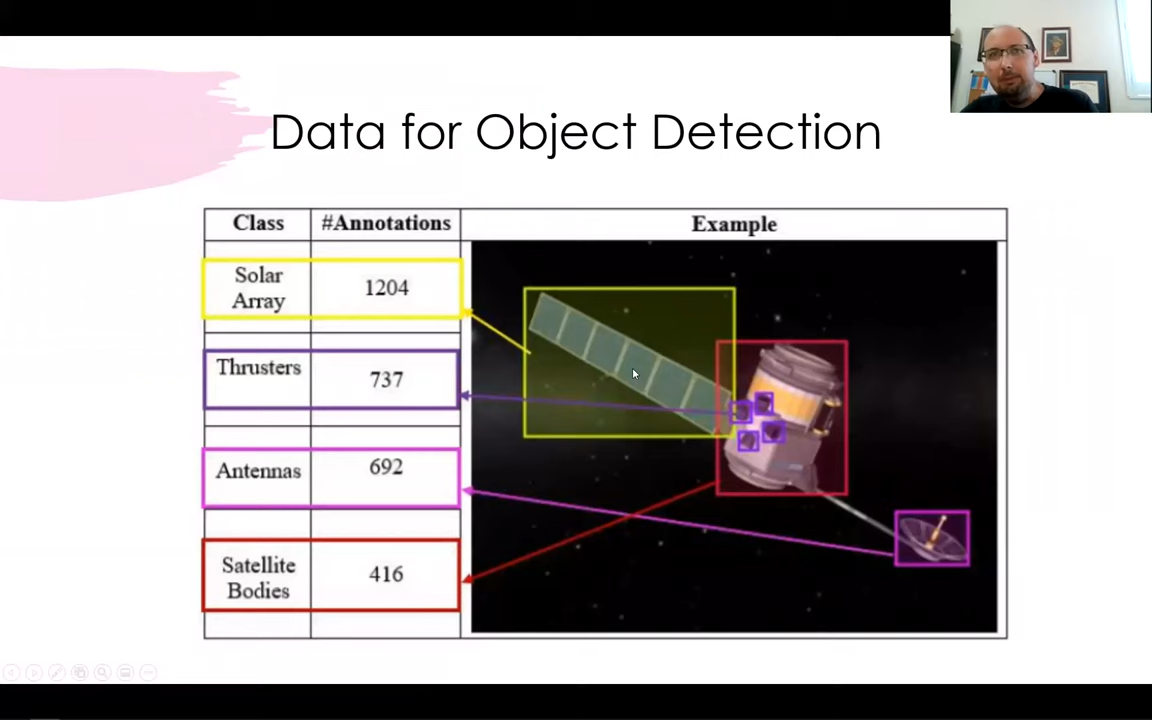 Data for Object Detection
Class #Annotations Example
Solar
Array
1204
Thrusters
737
Antennas
692
Satellite
Bodies
416